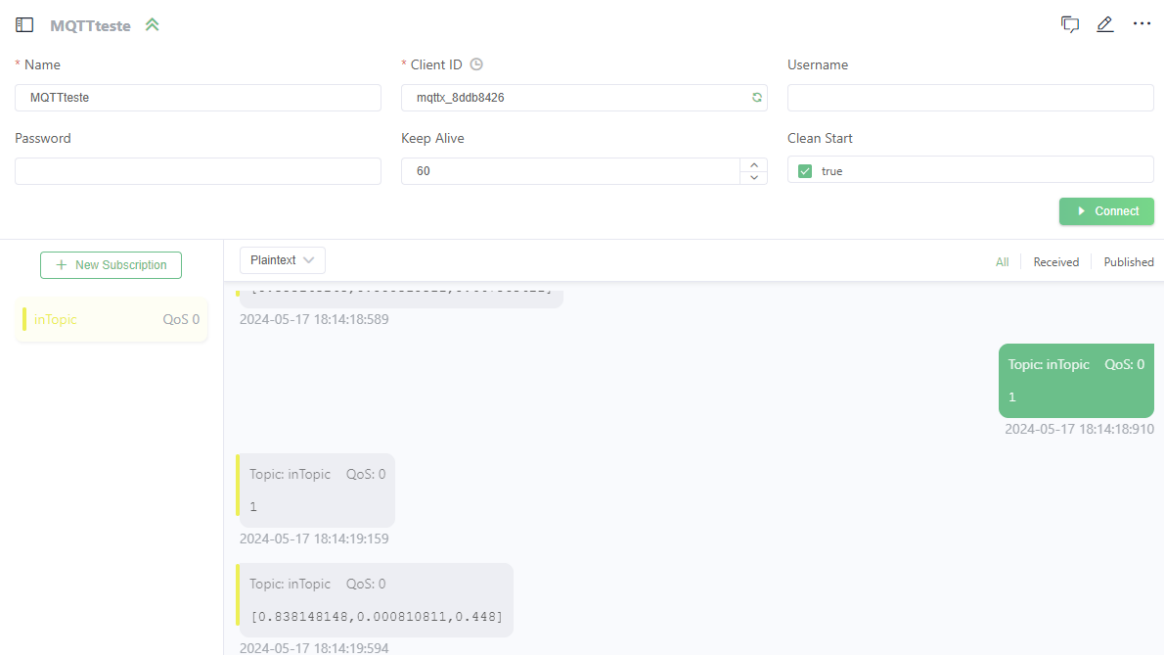 MQTTteste
* Name
* Client ID
Username
MQTTteste
mqttx_8ddb8426
Password
Keep Alive
Clean Start
60
true
Connect
+ New Subscription
Plaintext
All
Received
Published
inTopic
QoS 0
2024-05-17 18:14:18:589
Topic: inTopic QoS: 0
1
2024-05-17 18:14:18:910
Topic: inTopic QoS: 0
1
2024-05-17 18:14:19:159
Topic: inTopic QoS: 0
[0.838148148,0.000810811,0.448]
2024-05-17 18:14:19:594